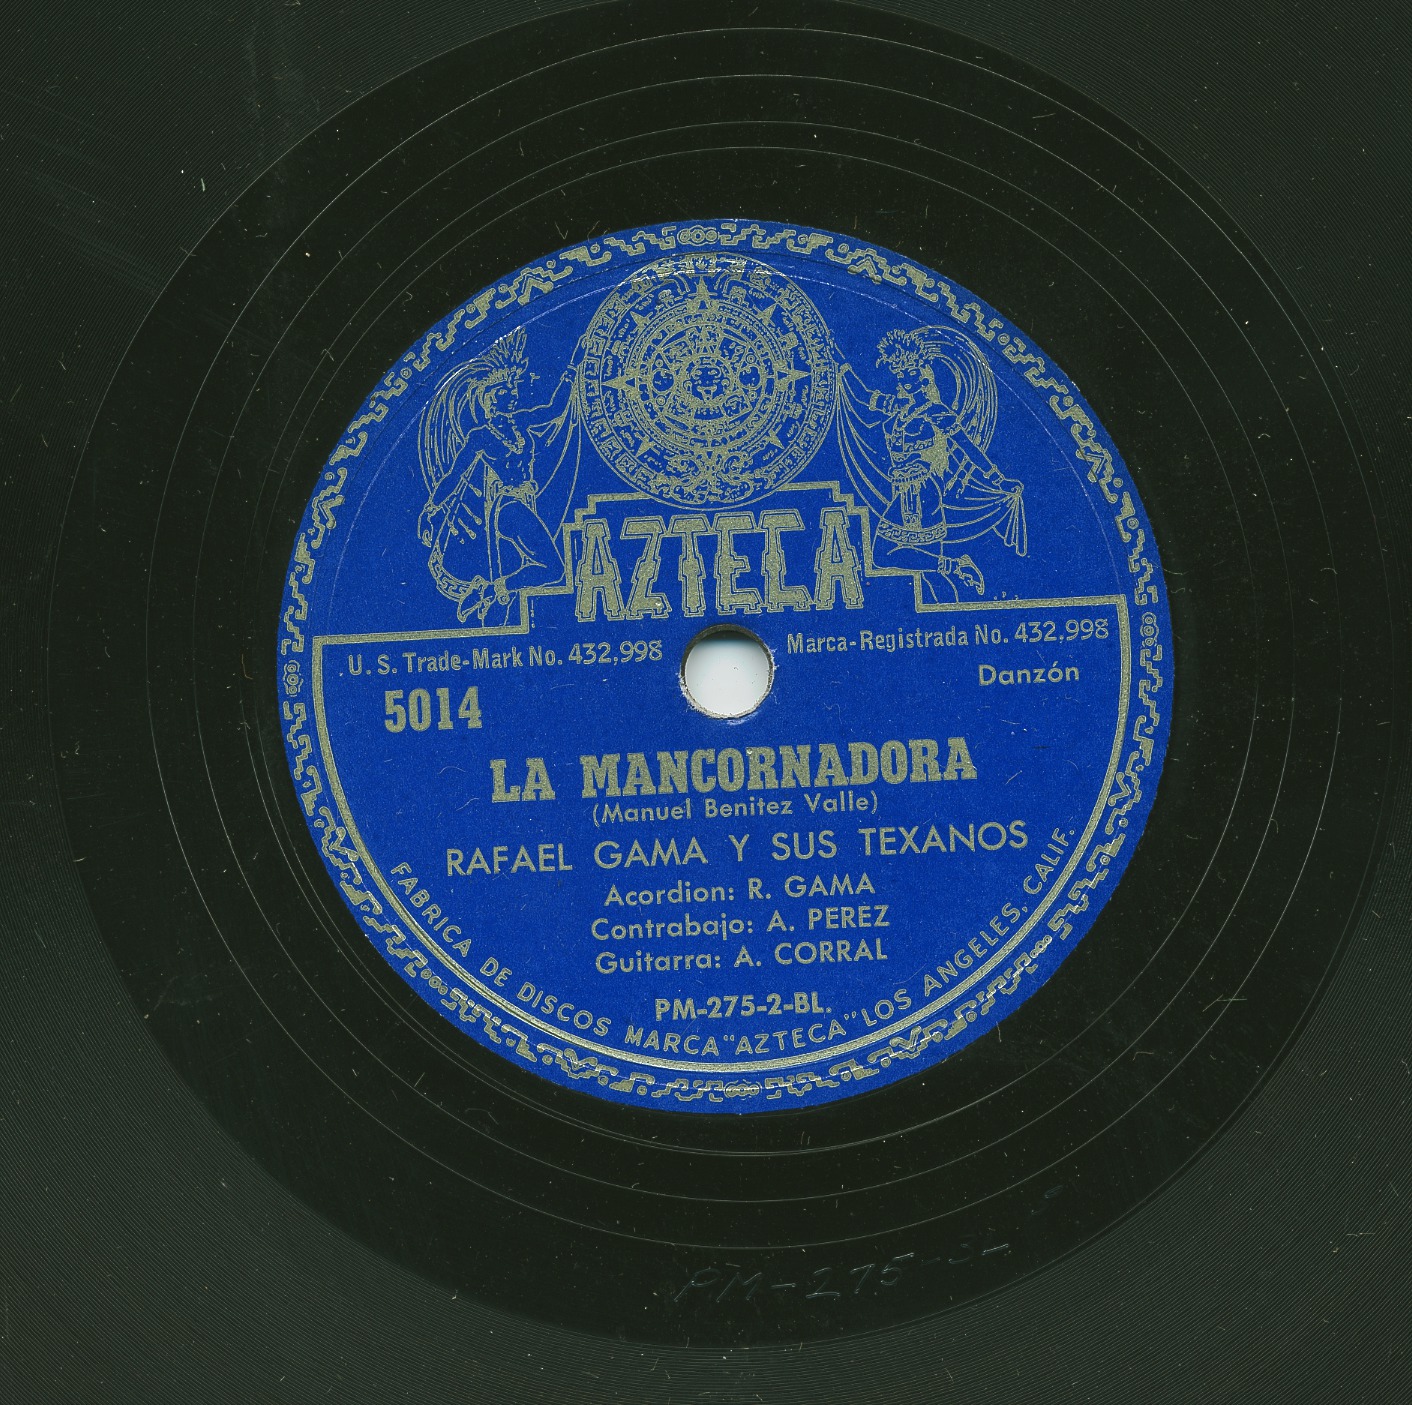 AZTECA
U. S. Trade-Mark No. 432,998
Marca-Registrada No. 432,998
Danzón
5014
LA MANCORNADORA
(Manuel Benitez Valle)
RAFAEL GAMA Y SUS TEXANOS
Acordion: R. GAMA
Contrabajo: A. PEREZ
Guitarra: A. CORRAL
PM-275-2-BL.
FABRICA DE DISCOS MARCA "AZTECA" LOS ANGELES, CALIF.
PM-275-3-